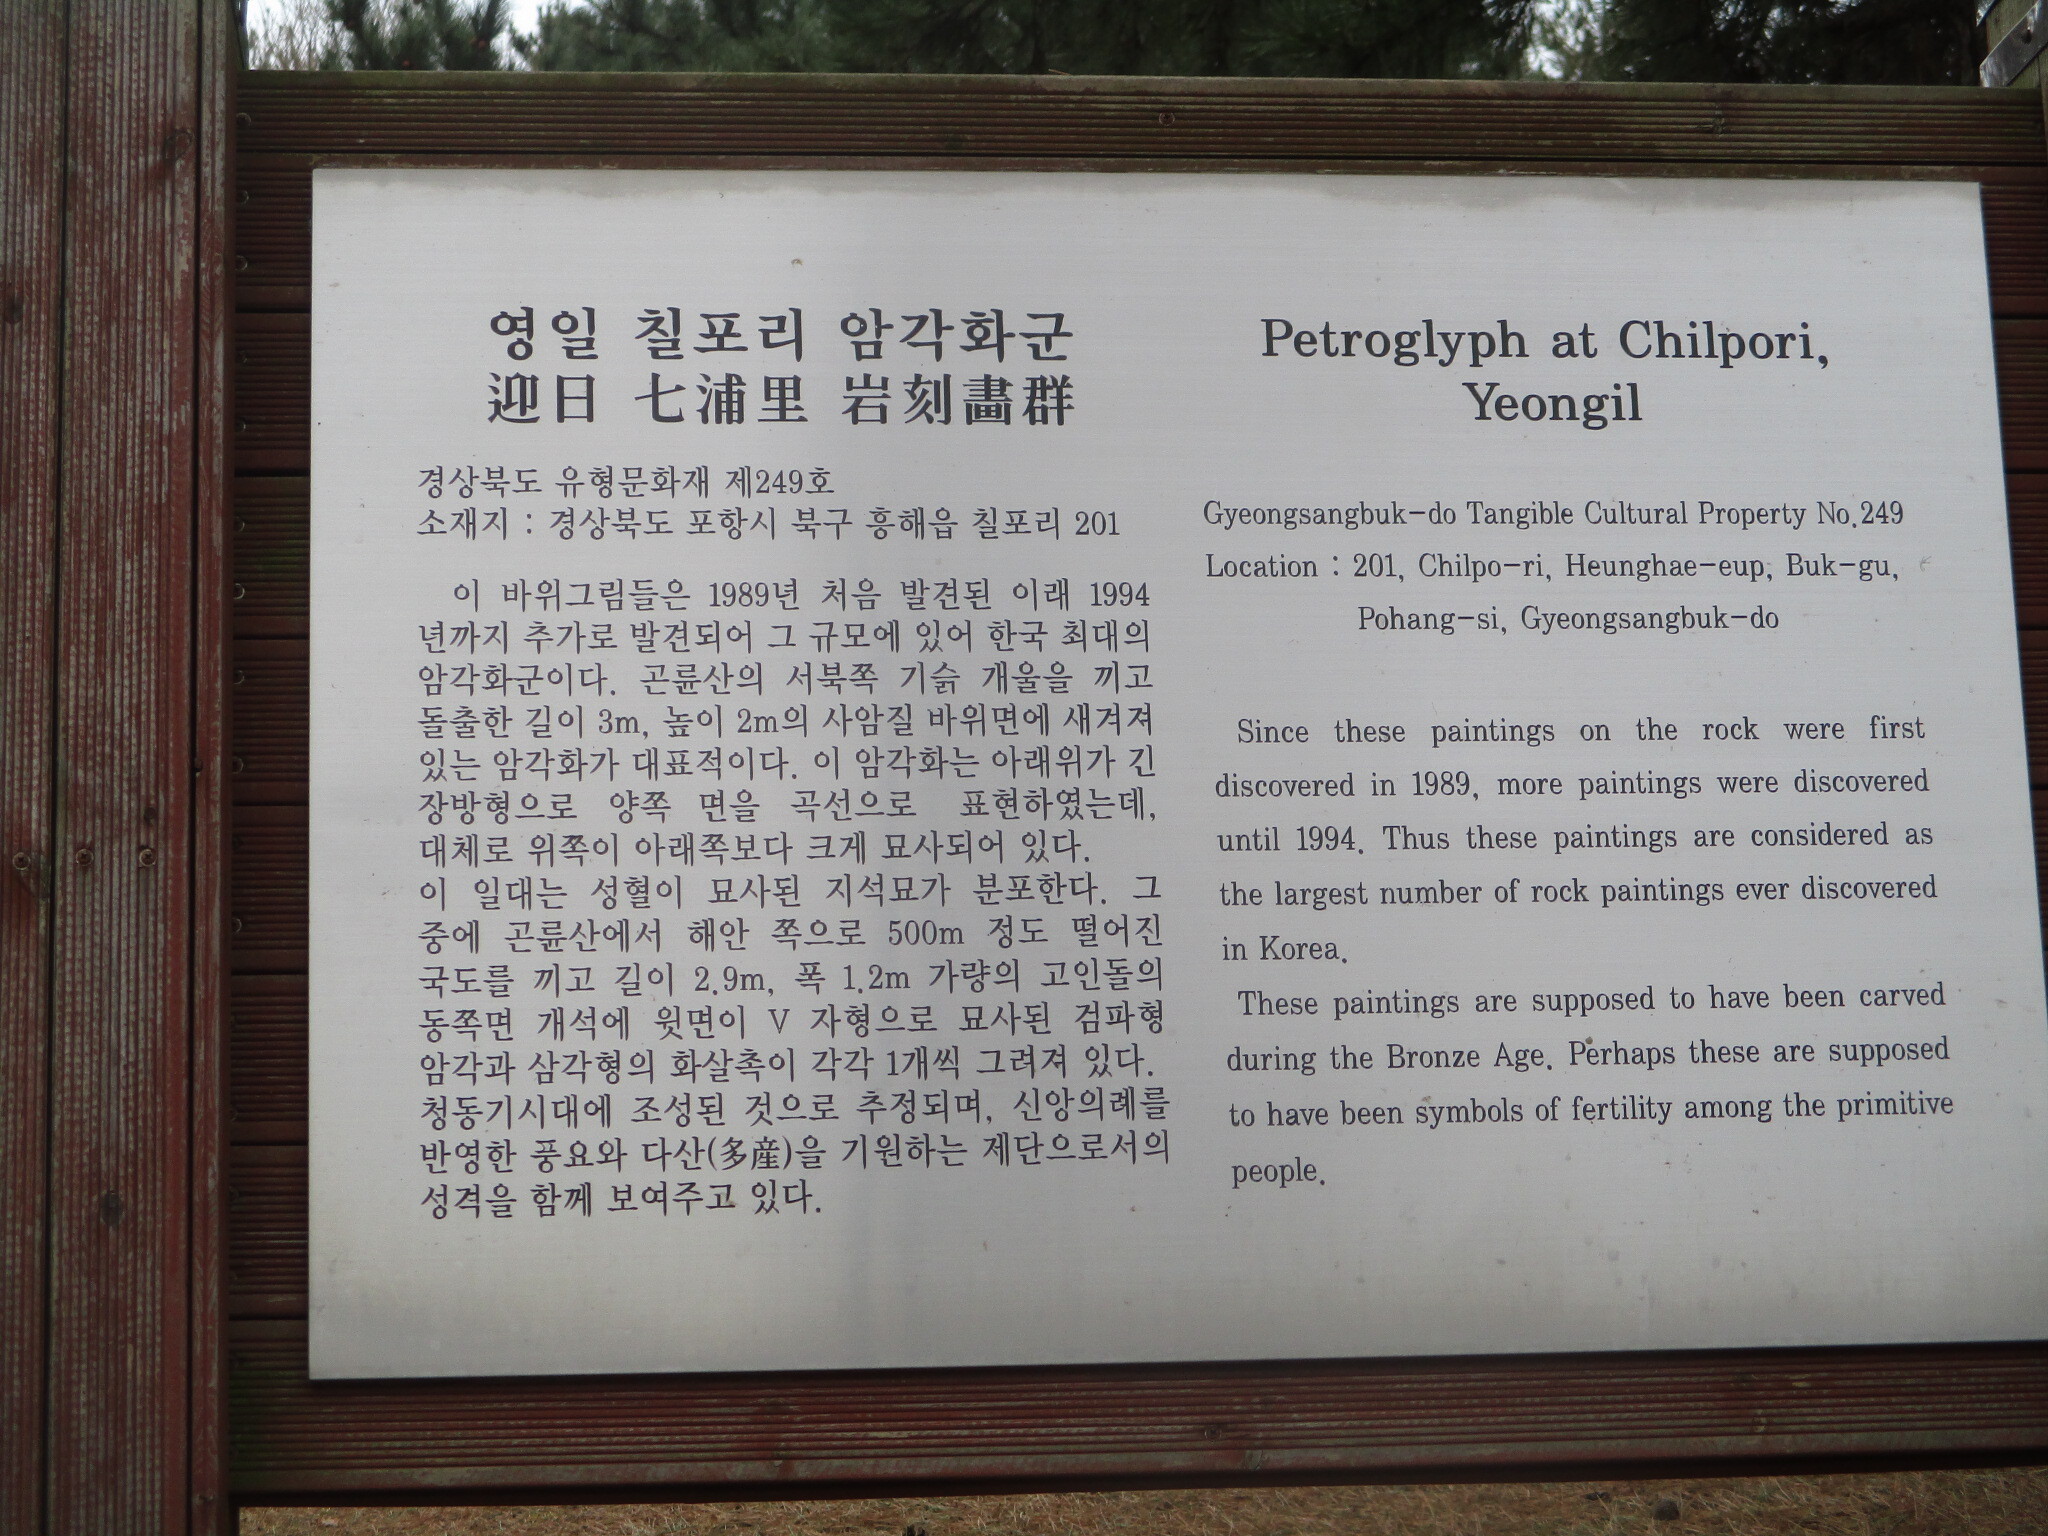 영일 칠포리 암각화군
迎日 七浦里 岩刻畵群
경상북도 유형문화재 제249호
소재지 : 경상북도 포항시 북구 흥해읍 칠포리 201
이 바위그림들은 1989년 처음 발견된 이래 1994
년까지 추가로 발견되어 그 규모에 있어 한국 최대의
암각화군이다. 곤륜산의 서북쪽 기슭 개울을 끼고
돌출한 길이 3m, 높이 2m의 사암질 바위면에 새겨져
있는 암각화가 대표적이다. 이 암각화는 아래위가 긴
장방형으로 양쪽 면을 곡선으로 표현하였는데,
대체로 위쪽이 아래쪽보다 크게 묘사되어 있다.
이 일대는 성혈이 묘사된 지석묘가 분포한다. 그
중에 곤륜산에서 해안 쪽으로 500m 정도 떨어진
국도를 끼고 길이 2.9m, 폭 1.2m 가량의 고인돌의
동쪽면 개석에 윗면이 V 자형으로 묘사된 검파형
암각과 삼각형의 화살촉이 각각 1개씩 그려져 있다.
청동기시대에 조성된 것으로 추정되며, 신앙의례를
반영한 풍요와 다산(多産)을 기원하는 제단으로서의
성격을 함께 보여주고 있다.
Petroglyph at Chilpori,
Yeongil
Gyeongsangbuk-do Tangible Cultural Property No.249
Location : 201, Chilpo-ri, Heunghae-eup, Buk-gu,
Pohang-si, Gyeongsangbuk-do
Since these paintings on the rock were first
discovered in 1989, more paintings were discovered
until 1994. Thus these paintings are considered as
the largest number of rock paintings ever discovered
in Korea.
These paintings are supposed to have been carved
during the Bronze Age. Perhaps these are supposed
to have been symbols of fertility among the primitive
people.